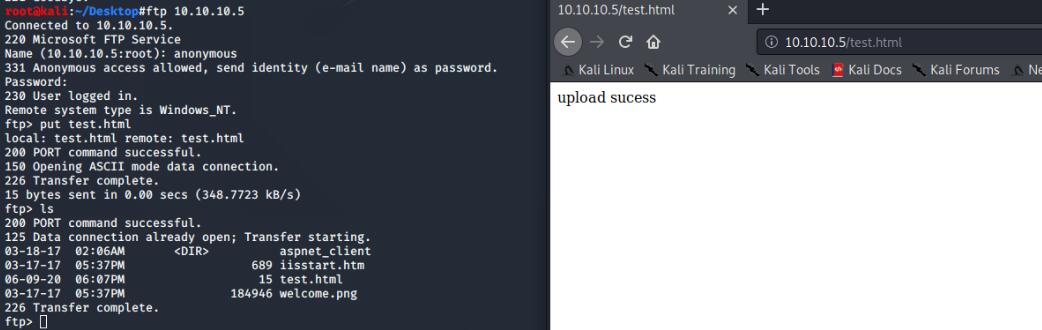 root@kali:~/Desktop#ftp 10.10.10.5
Connected to 10.10.10.5.
220 Microsoft FTP Service
Name (10.10.10.5:root): anonymous
331 Anonymous access allowed, send identity (e-mail name) as password.
Password:
230 User logged in.
Remote system type is Windows_NT.
ftp> put test.html
local: test.html remote: test.html
200 PORT command successful.
150 Opening ASCII mode data connection.
226 Transfer complete.
15 bytes sent in 0.00 secs (348.7723 kB/s)
ftp> ls
200 PORT command successful.
125 Data connection already open; Transfer starting.
03-18-17 02:06AM <DIR> aspnet_client
03-17-17 05:37PM 689 iisstart.htm
06-09-20 06:07PM 15 test.html
03-17-17 05:37PM 184946 welcome.png
226 Transfer complete.
ftp>
10.10.10.5/test.html
10.10.10.5/test.html
Kali Linux Kali Training Kali Tools Kali Docs Kali Forums Ne
upload sucess